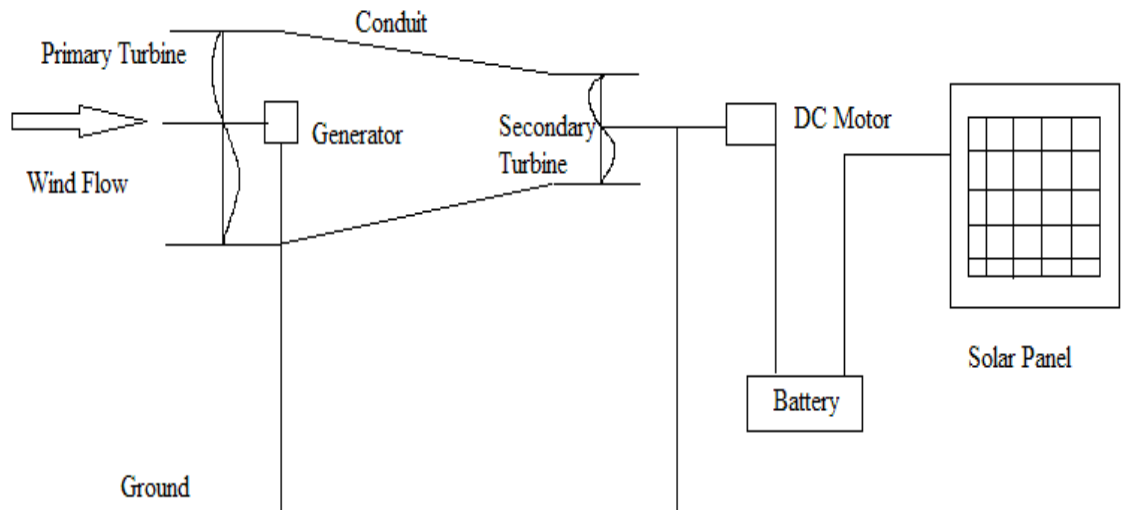 Conduit
Primary Turbine
Wind Flow
Generator
Secondary
Turbine
DC Motor
Solar Panel
Battery
Ground